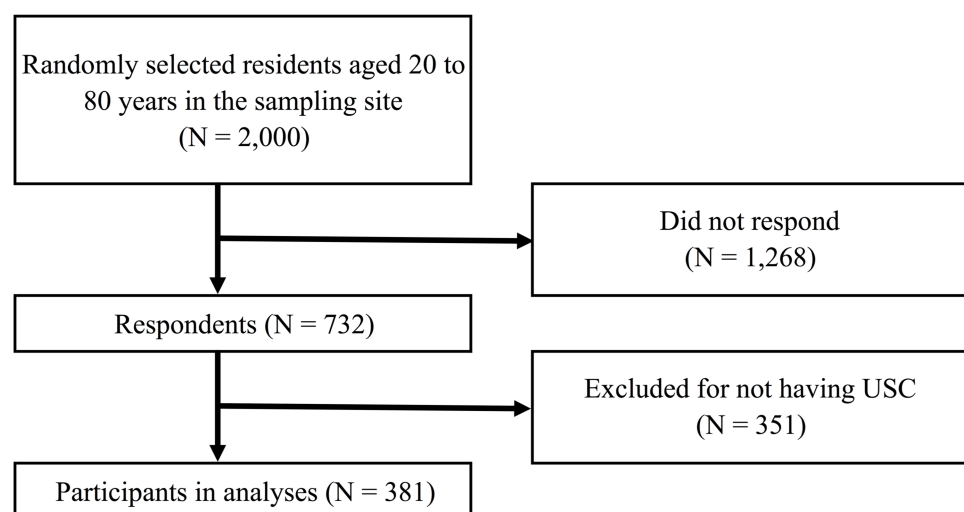 Randomly selected residents aged 20 to
80 years in the sampling site
(N = 2,000)
Did not respond
(N = 1,268)
Respondents (N = 732)
Excluded for not having USC
(N = 351)
Participants in analyses (N = 381)